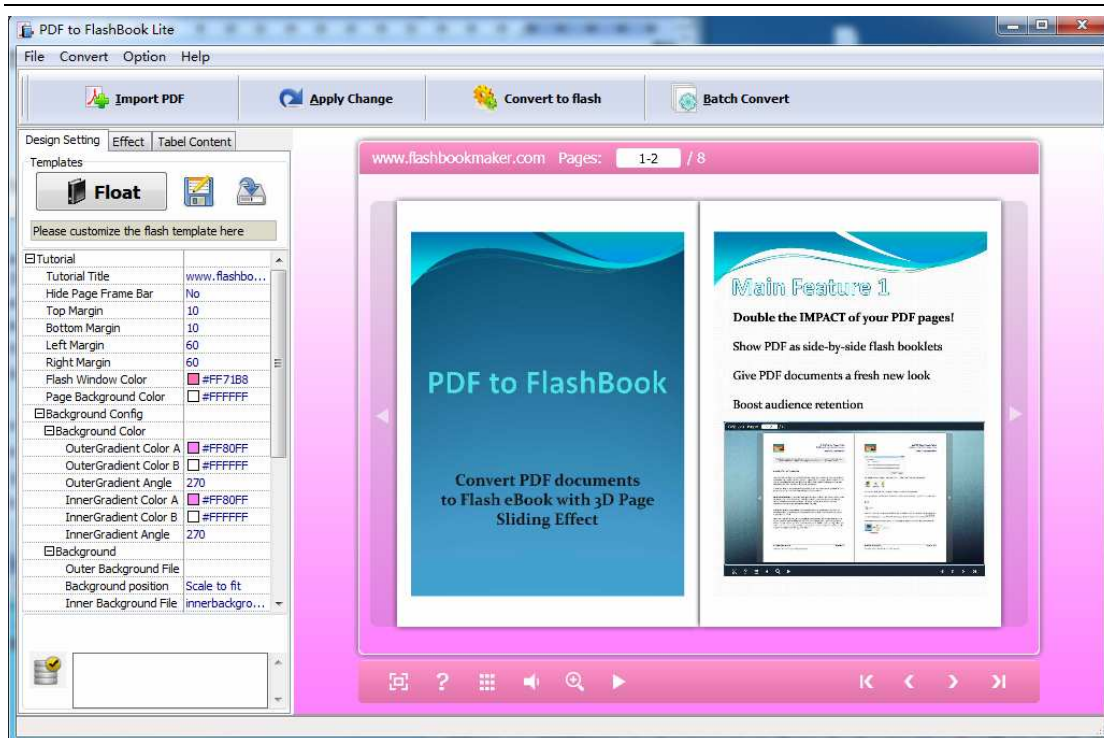 PDF to FlashBook Lite
File Convert Option Help
Import PDF Apply Change Convert to flash Batch Convert
Design Setting Effect Tabel Content
Templates
Float
Please customize the flash template here
Tutorial
Tutorial Title www.flashbo...
Hide Page Frame Bar No
Top Margin 10
Bottom Margin 10
Left Margin 60
Right Margin 60
Flash Window Color #FF71B8
Page Background Color #FFFFFF
Background Config
Background Color
OuterGradient Color A #FF80FF
OuterGradient Color B #FFFFFF
OuterGradient Angle 270
InnerGradient Color A #FF80FF
InnerGradient Color B #FFFFFF
InnerGradient Angle 270
Background
Outer Background File
Background position Scale to fit
Inner Background File innerbackgro...
www.flashbookmaker.com Pages: 1-2 / 8
PDF to FlashBook
Convert PDF documents
to Flash eBook with 3D Page
Sliding Effect
Main Feature 1
Double the IMPACT of your PDF pages!
Show PDF as side-by-side flash booklets
Give PDF documents a fresh new look
Boost audience retention